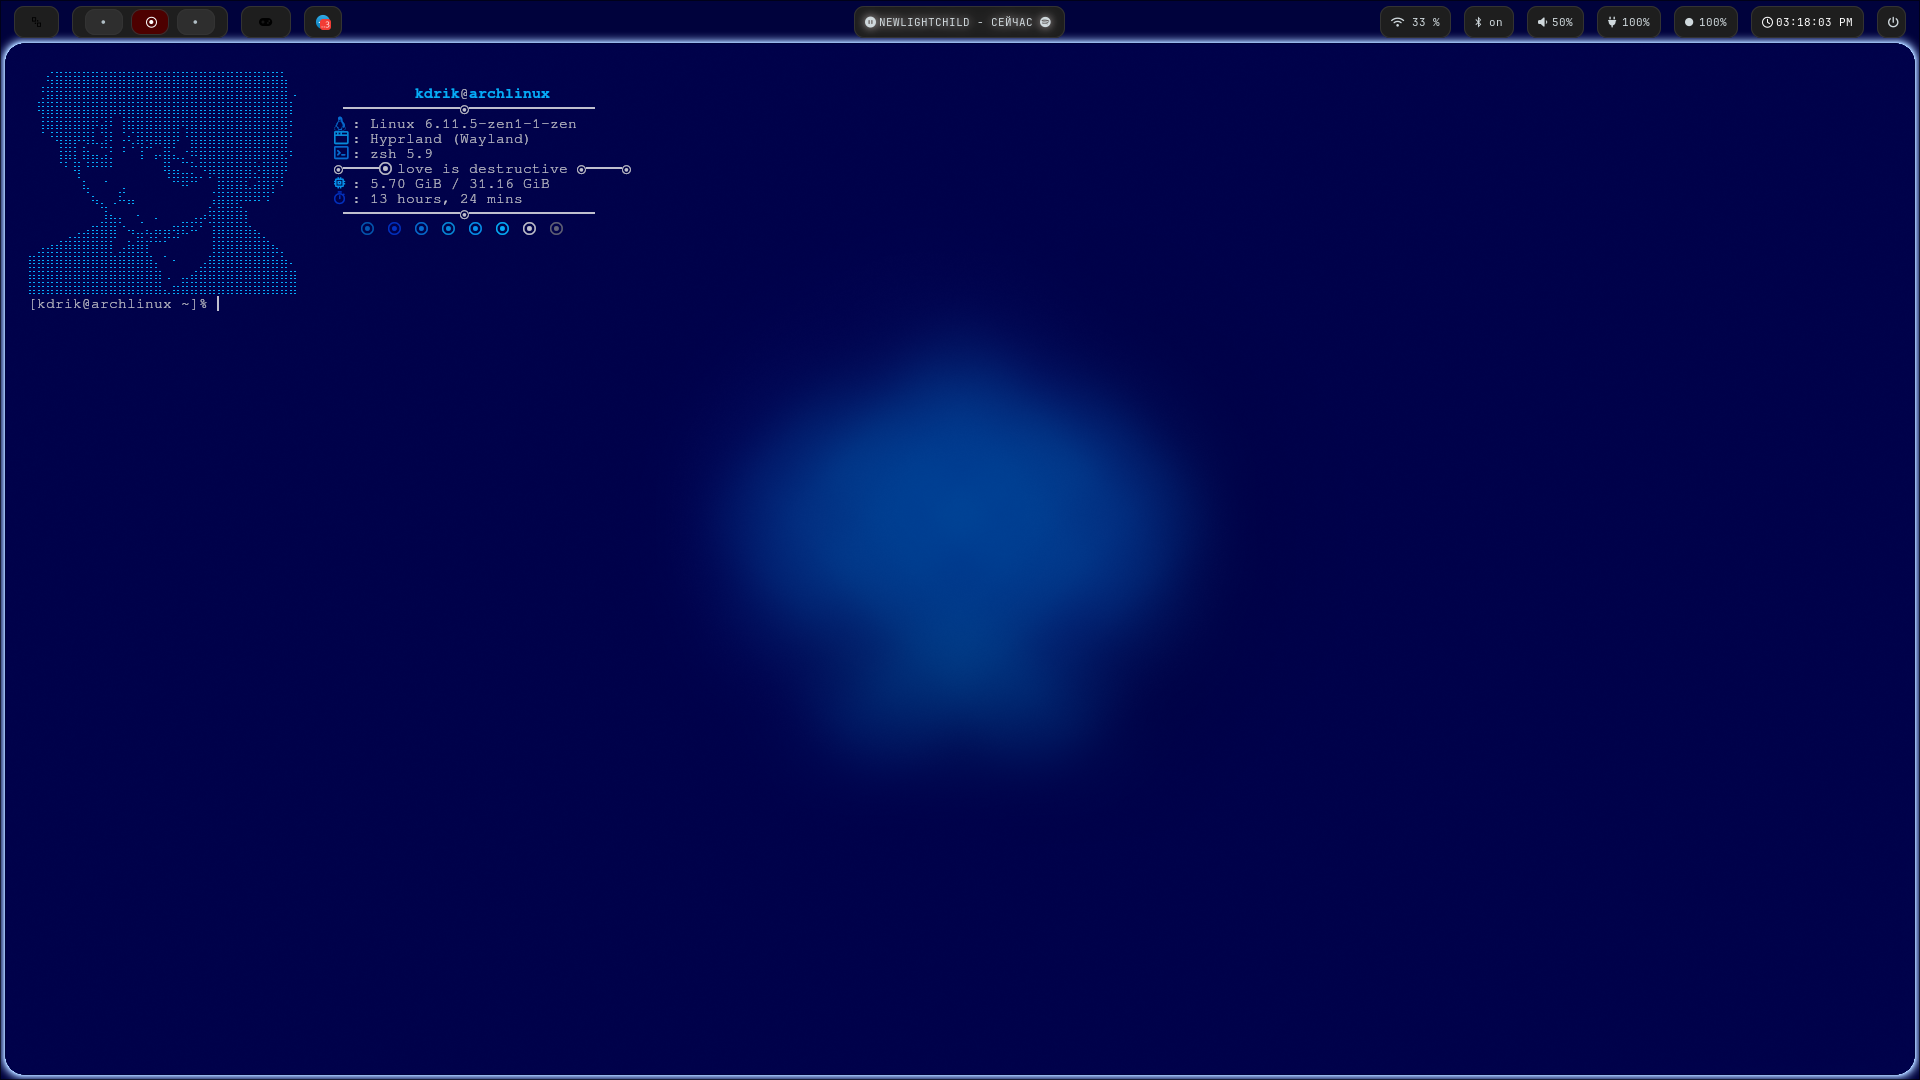 3
NEWLIGHTCHILD - СЕЙЧАС
33 %
on
50%
100%
100%
03:18:03 PM
kdrik@archlinux
: Linux 6.11.5-zen1-1-zen
: Hyprland (Wayland)
: zsh 5.9
love is destructive
: 5.70 GiB / 31.16 GiB
: 13 hours, 24 mins
[kdrik@archlinux ~]%